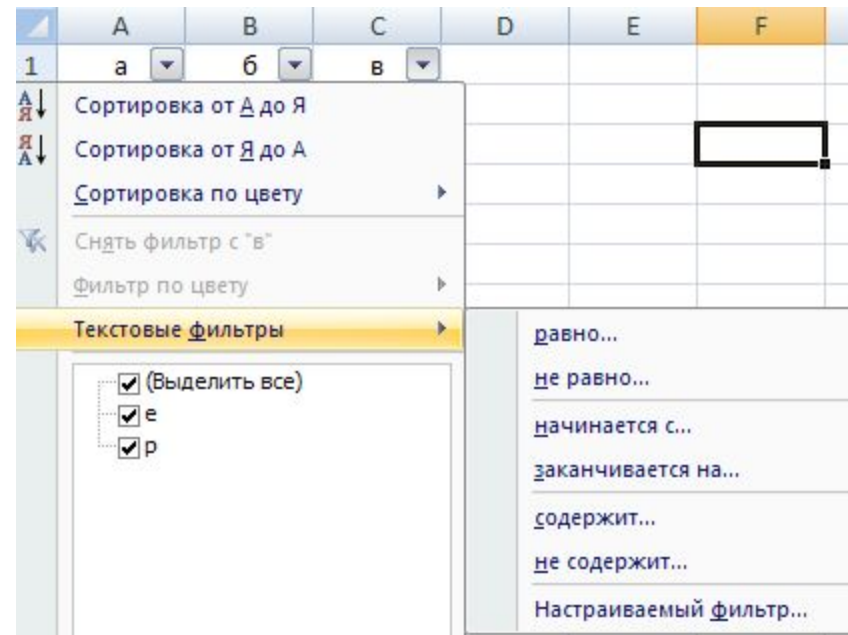 A B C D E F
1 а б в
Сортировка от А до Я
Сортировка от Я до А
Сортировка по цвету
Снять фильтр с "в"
Фильтр по цвету
Текстовые фильтры
(Выделить все)
е
р
равно...
не равно...
начинается с...
заканчивается на...
содержит...
не содержит...
Настраиваемый фильтр...